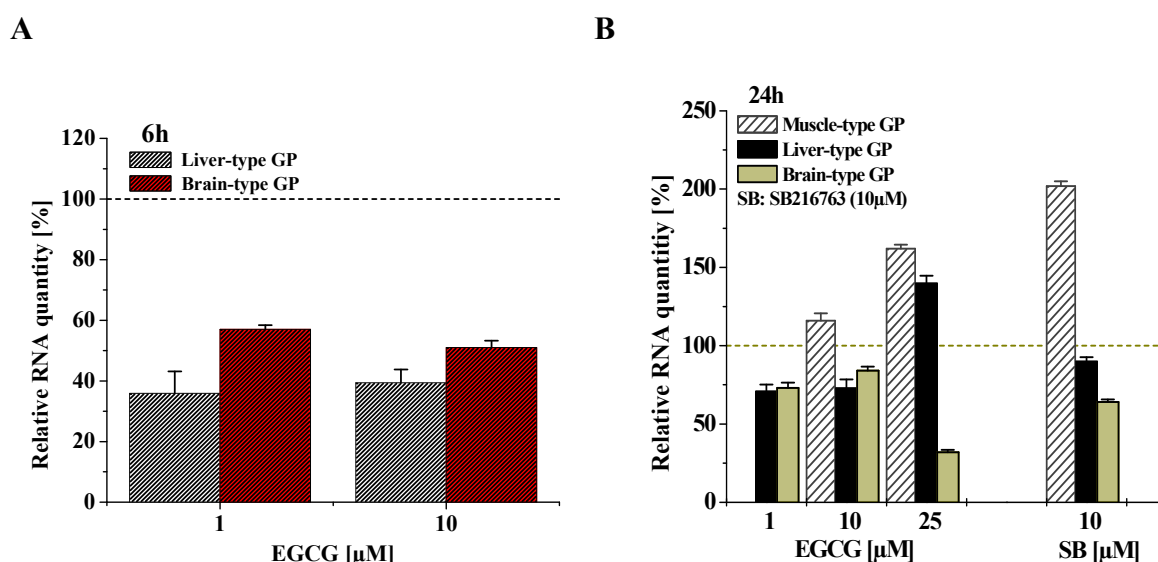 A
6h
Liver-type GP
Brain-type GP
Relative RNA quantity [%]
120
100
80
60
40
20
0
1
10
EGCG [µM]
B
24h
Muscle-type GP
Liver-type GP
Brain-type GP
SB: SB216763 (10µM)
Relative RNA quantitiy [%]
250
200
150
100
50
0
1
10
25
10
EGCG [µM]
SB [µM]